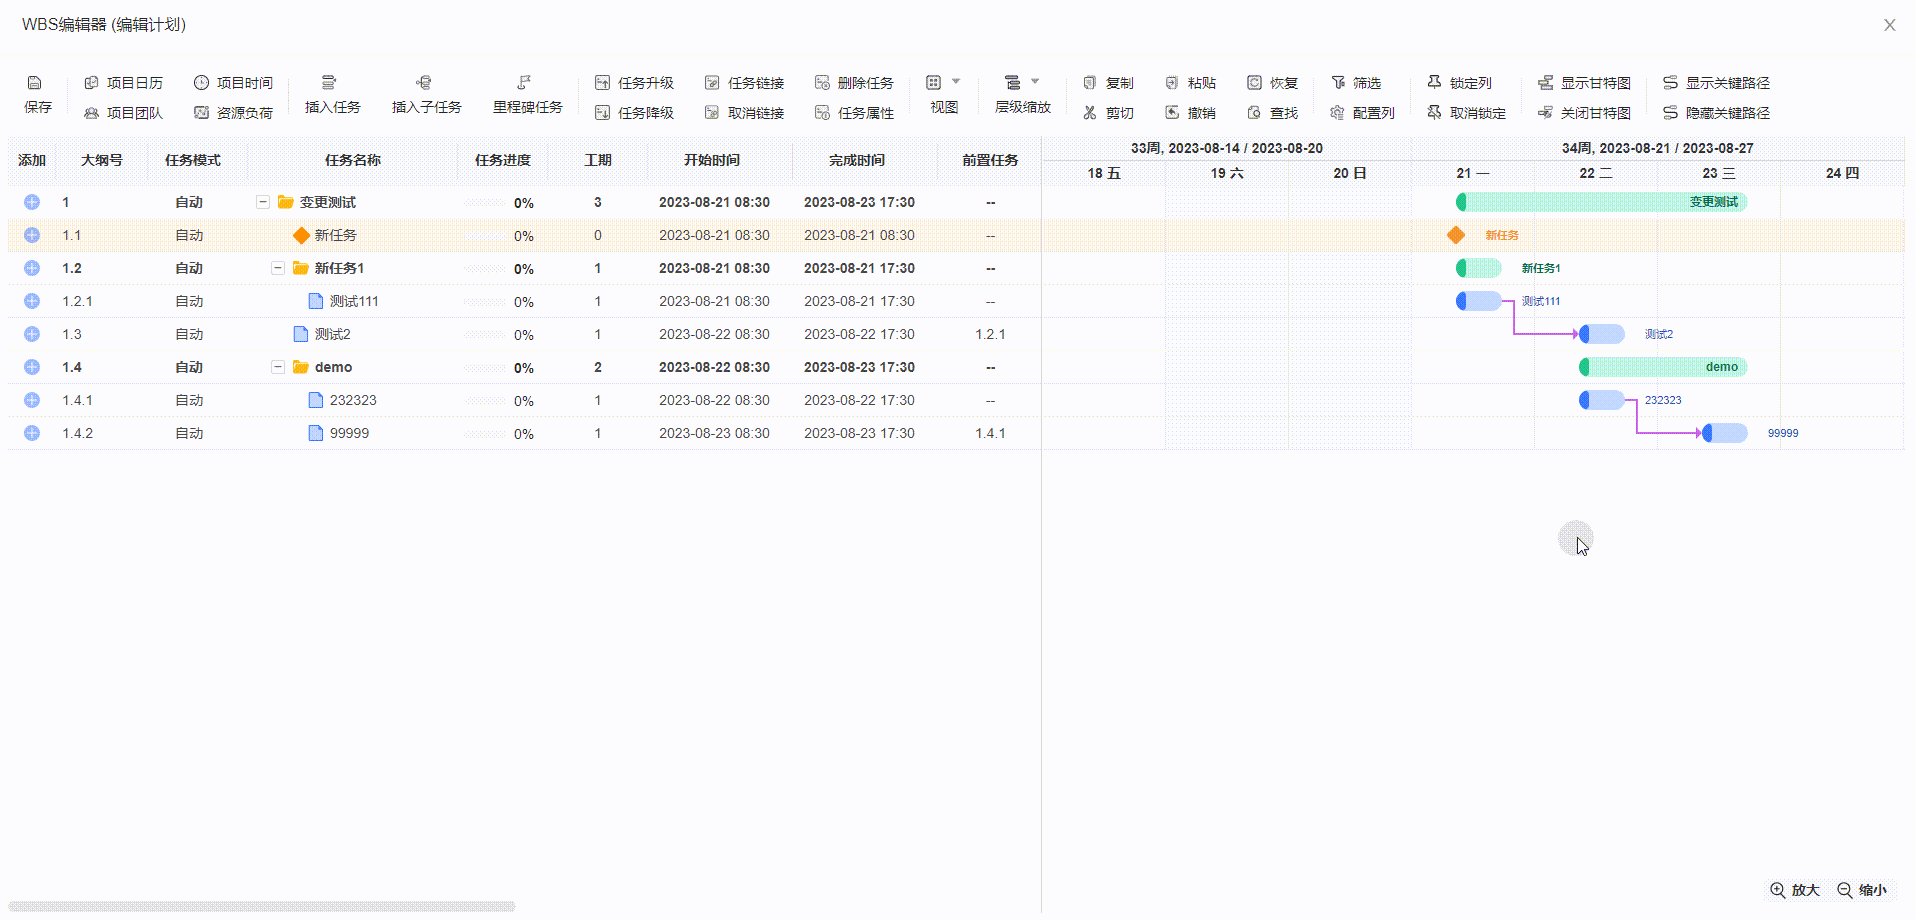 WBS编辑器 (编辑计划)
X
保存 项目日历 项目时间 插入任务 插入子任务 里程碑任务 任务升级 任务链接 删除任务 视图 层级缩放 复制 粘贴 恢复 筛选 锁定列 显示甘特图 显示关键路径
项目团队 资源负荷 任务降级 取消链接 任务属性 剪切 撤销 查找 配置列 取消锁定 关闭甘特图 隐藏关键路径
添加 大纲号 任务模式 任务名称 任务进度 工期 开始时间 完成时间 前置任务
33周, 2023-08-14 / 2023-08-20 34周, 2023-08-21 / 2023-08-27
18 五 19 六 20 日 21 一 22 二 23 三 24 四
1 自动 变更测试 0% 3 2023-08-21 08:30 2023-08-23 17:30 -- 变更测试
1.1 自动 新任务 0% 0 2023-08-21 08:30 2023-08-21 08:30 -- 新任务
1.2 自动 新任务1 0% 1 2023-08-21 08:30 2023-08-21 17:30 -- 新任务1
1.2.1 自动 测试111 0% 1 2023-08-21 08:30 2023-08-21 17:30 -- 测试111
1.3 自动 测试2 0% 1 2023-08-22 08:30 2023-08-22 17:30 1.2.1 测试2
1.4 自动 demo 0% 2 2023-08-22 08:30 2023-08-23 17:30 -- demo
1.4.1 自动 232323 0% 1 2023-08-22 08:30 2023-08-22 17:30 -- 232323
1.4.2 自动 99999 0% 1 2023-08-23 08:30 2023-08-23 17:30 1.4.1 99999
放大 缩小